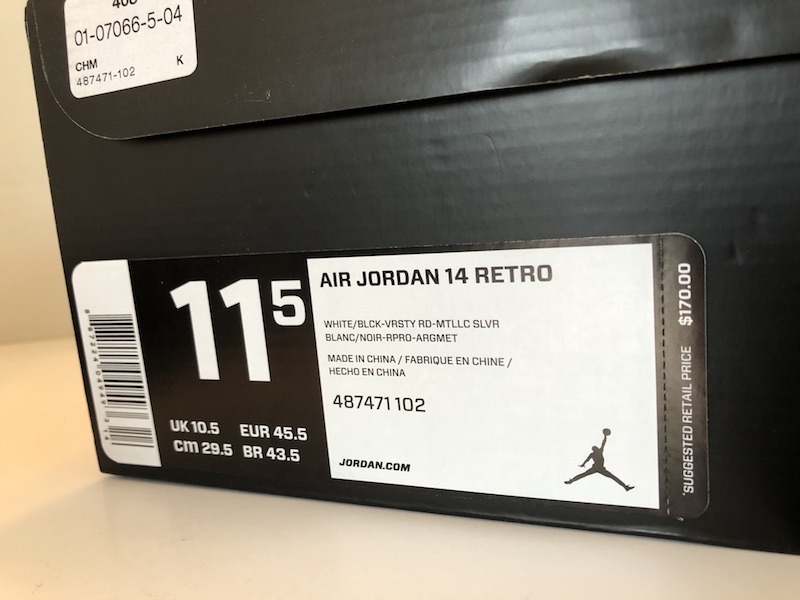 01-07066-5-04
CHM K
487471-102
11 5
UK 10.5 EUR 45.5
cm 29.5 BR 43.5
AIR JORDAN 14 RETRO
WHITE/BLCK-VRSTY RD-MTLLC SLVR
BLANC/NOIR-RPRO-ARGMET
MADE IN CHINA / FABRIQUE EN CHINE /
HECHO EN CHINA
487471 102
JORDAN.COM
*SUGGESTED RETAIL PRICE $170.00